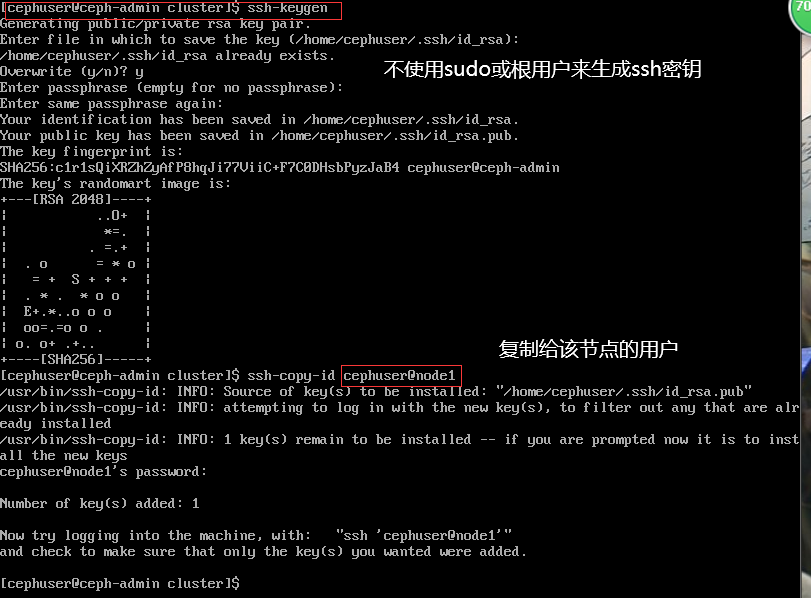 [cephuser@ceph-admin cluster]$ ssh-keygen
Generating public/private rsa key pair.
Enter file in which to save the key (/home/cephuser/.ssh/id_rsa):
/home/cephuser/.ssh/id_rsa already exists.
Overwrite (y/n)? y
不使用sudo或根用户来生成ssh密钥
Enter passphrase (empty for no passphrase):
Enter same passphrase again:
Your identification has been saved in /home/cephuser/.ssh/id_rsa.
Your public key has been saved in /home/cephuser/.ssh/id_rsa.pub.
The key fingerprint is:
SHA256:c1r1sQiXRZhZyAfP8hqJi77ViiC+F7C0DHsbPyzJaB4 cephuser@ceph-admin
The key's randomart image is:
+---[RSA 2048]----+
|           ..O+  |
|            *=.  |
|          . =.+  |
|  . o      = * o |
|   = +  S + + +  |
|  . * .  * o o   |
|  E+.*..o o o    |
|  oo=.=o o .     |
| o. o+ .+..      |
+----[SHA256]-----+
复制给该节点的用户
[cephuser@ceph-admin cluster]$ ssh-copy-id cephuser@node1
/usr/bin/ssh-copy-id: INFO: Source of key(s) to be installed: "/home/cephuser/.ssh/id_rsa.pub"
/usr/bin/ssh-copy-id: INFO: attempting to log in with the new key(s), to filter out any that are alr
eady installed
/usr/bin/ssh-copy-id: INFO: 1 key(s) remain to be installed -- if you are prompted now it is to inst
all the new keys
cephuser@node1's password:
Number of key(s) added: 1
Now try logging into the machine, with:   "ssh 'cephuser@node1'"
and check to make sure that only the key(s) you wanted were added.
[cephuser@ceph-admin cluster]$
70